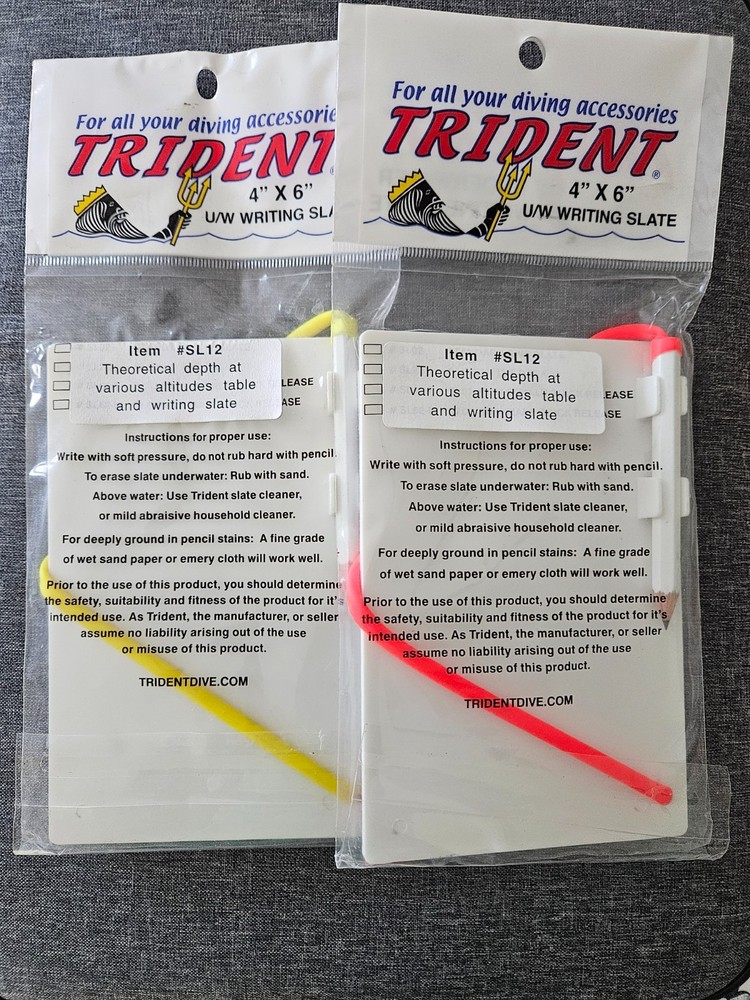 For all your diving accessorie
TRIDENT
4" X 6"
U/W WRITING SLA
Item #SL12
Theoretical depth at
various altitudes table
and writing slate
LEASE
RELEASE
Instructions for proper use:
Write with soft pressure, do not rub hard with pencil.
To erase slate underwater: Rub with sand.
Above water: Use Trident slate cleaner,
or mild abraisive household cleaner.
For deeply ground in pencil stains: A fine grade
of wet sand paper or emery cloth will work well.
Prior to the use of this product, you should determine
the safety, suitability and fitness of the product for it's
intended use. As Trident, the manufacturer, or seller
assume no liability arising out of the use
or misuse of this product.
TRIDENTDIVE.COM
For all your diving accessories
TRIDENT®
4" X 6"
U/W WRITING SLATE
Item #SL12
Theoretical depth at
various altitudes table
and writing slate
EASE
EASE
Instructions for proper use:
Write with soft pressure, do not rub hard with pencil.
To erase slate underwater: Rub with sand.
Above water: Use Trident slate cleaner,
or mild abraisive household cleaner.
For deeply ground in pencil stains: A fine grade
of wet sand paper or emery cloth will work well.
Prior to the use of this product, you should determine
the safety, suitability and fitness of the product for it's
intended use. As Trident, the manufacturer, or seller
assume no liability arising out of the use
or misuse of this product.
TRIDENTDIVE.COM